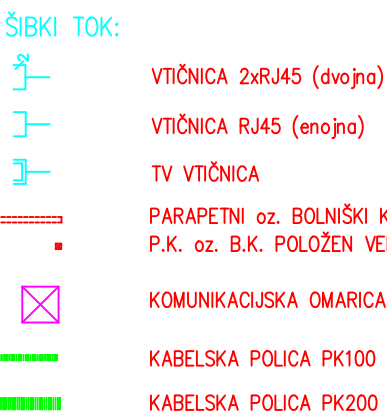 ŠIBKI TOK:
2
VTIČNICA 2xRJ45 (dvojna)
VTIČNICA RJ45 (enojna)
TV VTIČNICA
PARAPETNI oz. BOLNIŠKI
P.K. oz. B.K. POLOŽEN
KOMUNIKACIJSKA OMARICA
KABELSKA POLICA PK100
KABELSKA POLICA PK200